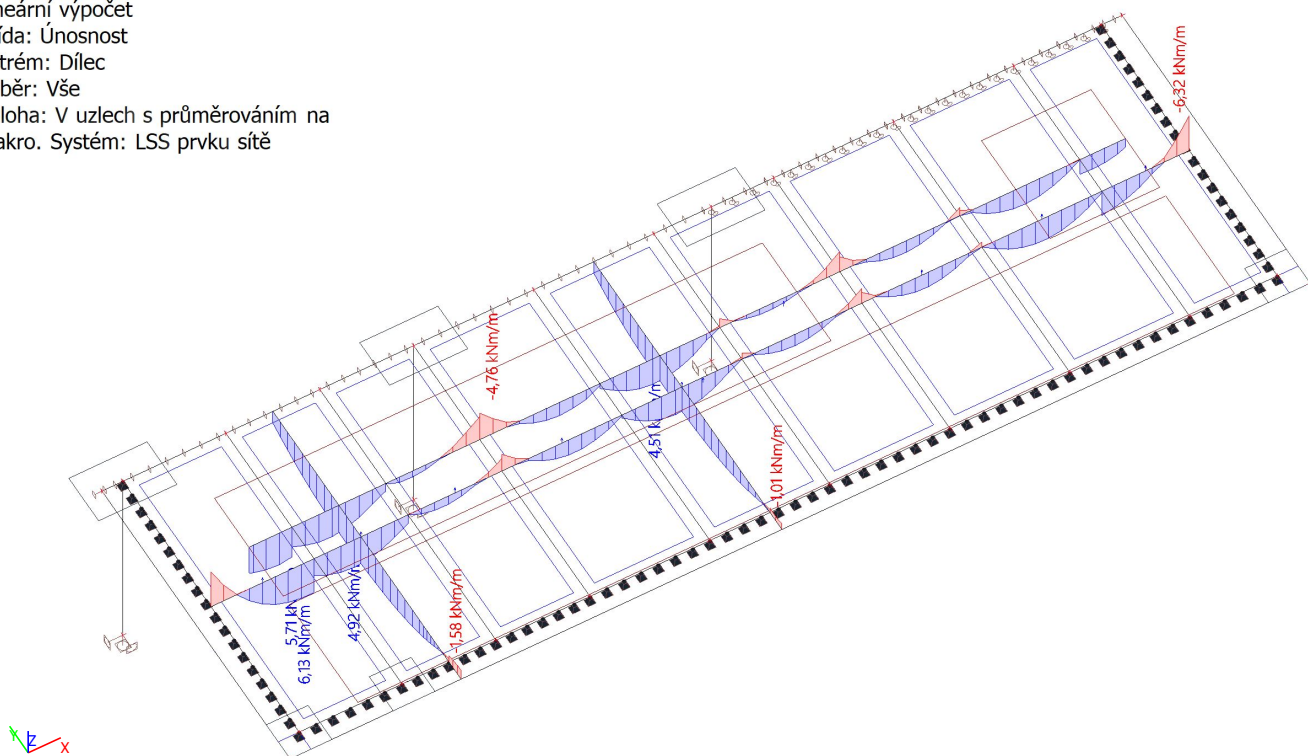 neární výpočet
ída: Únosnost
trém: Dílec
běr: Vše
loha: V uzlech s průměrováním na
akro. Systém: LSS prvku sítě
-6,32 kNm/m
-4,76 kNm/m
4,51 k
-1,01 kNm/m
-1,58 kNm/m
4,92 kNm/
5,71 kN
6,13 kNm/m
Y
Z
X